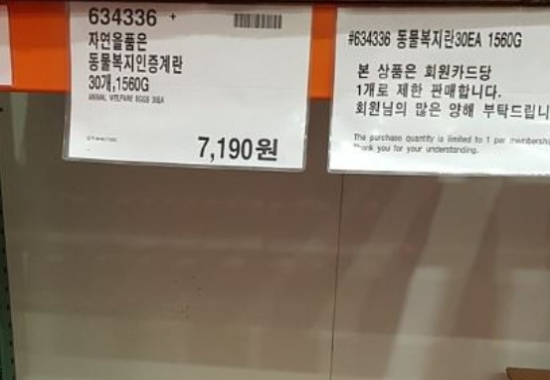 634336 +
자연올품은
동물복지인증계란
30개,1560G
ANIMAL WELFARE EGGS 30EA
7,190원
#634336 동물복지란30EA 1560G
본 상품은 회원카드당
1개로 제한 판매합니다.
회원님의 많은 양해 부탁드립니
The purchase quantity is limited to 1 per membership
Thank you for your understanding.